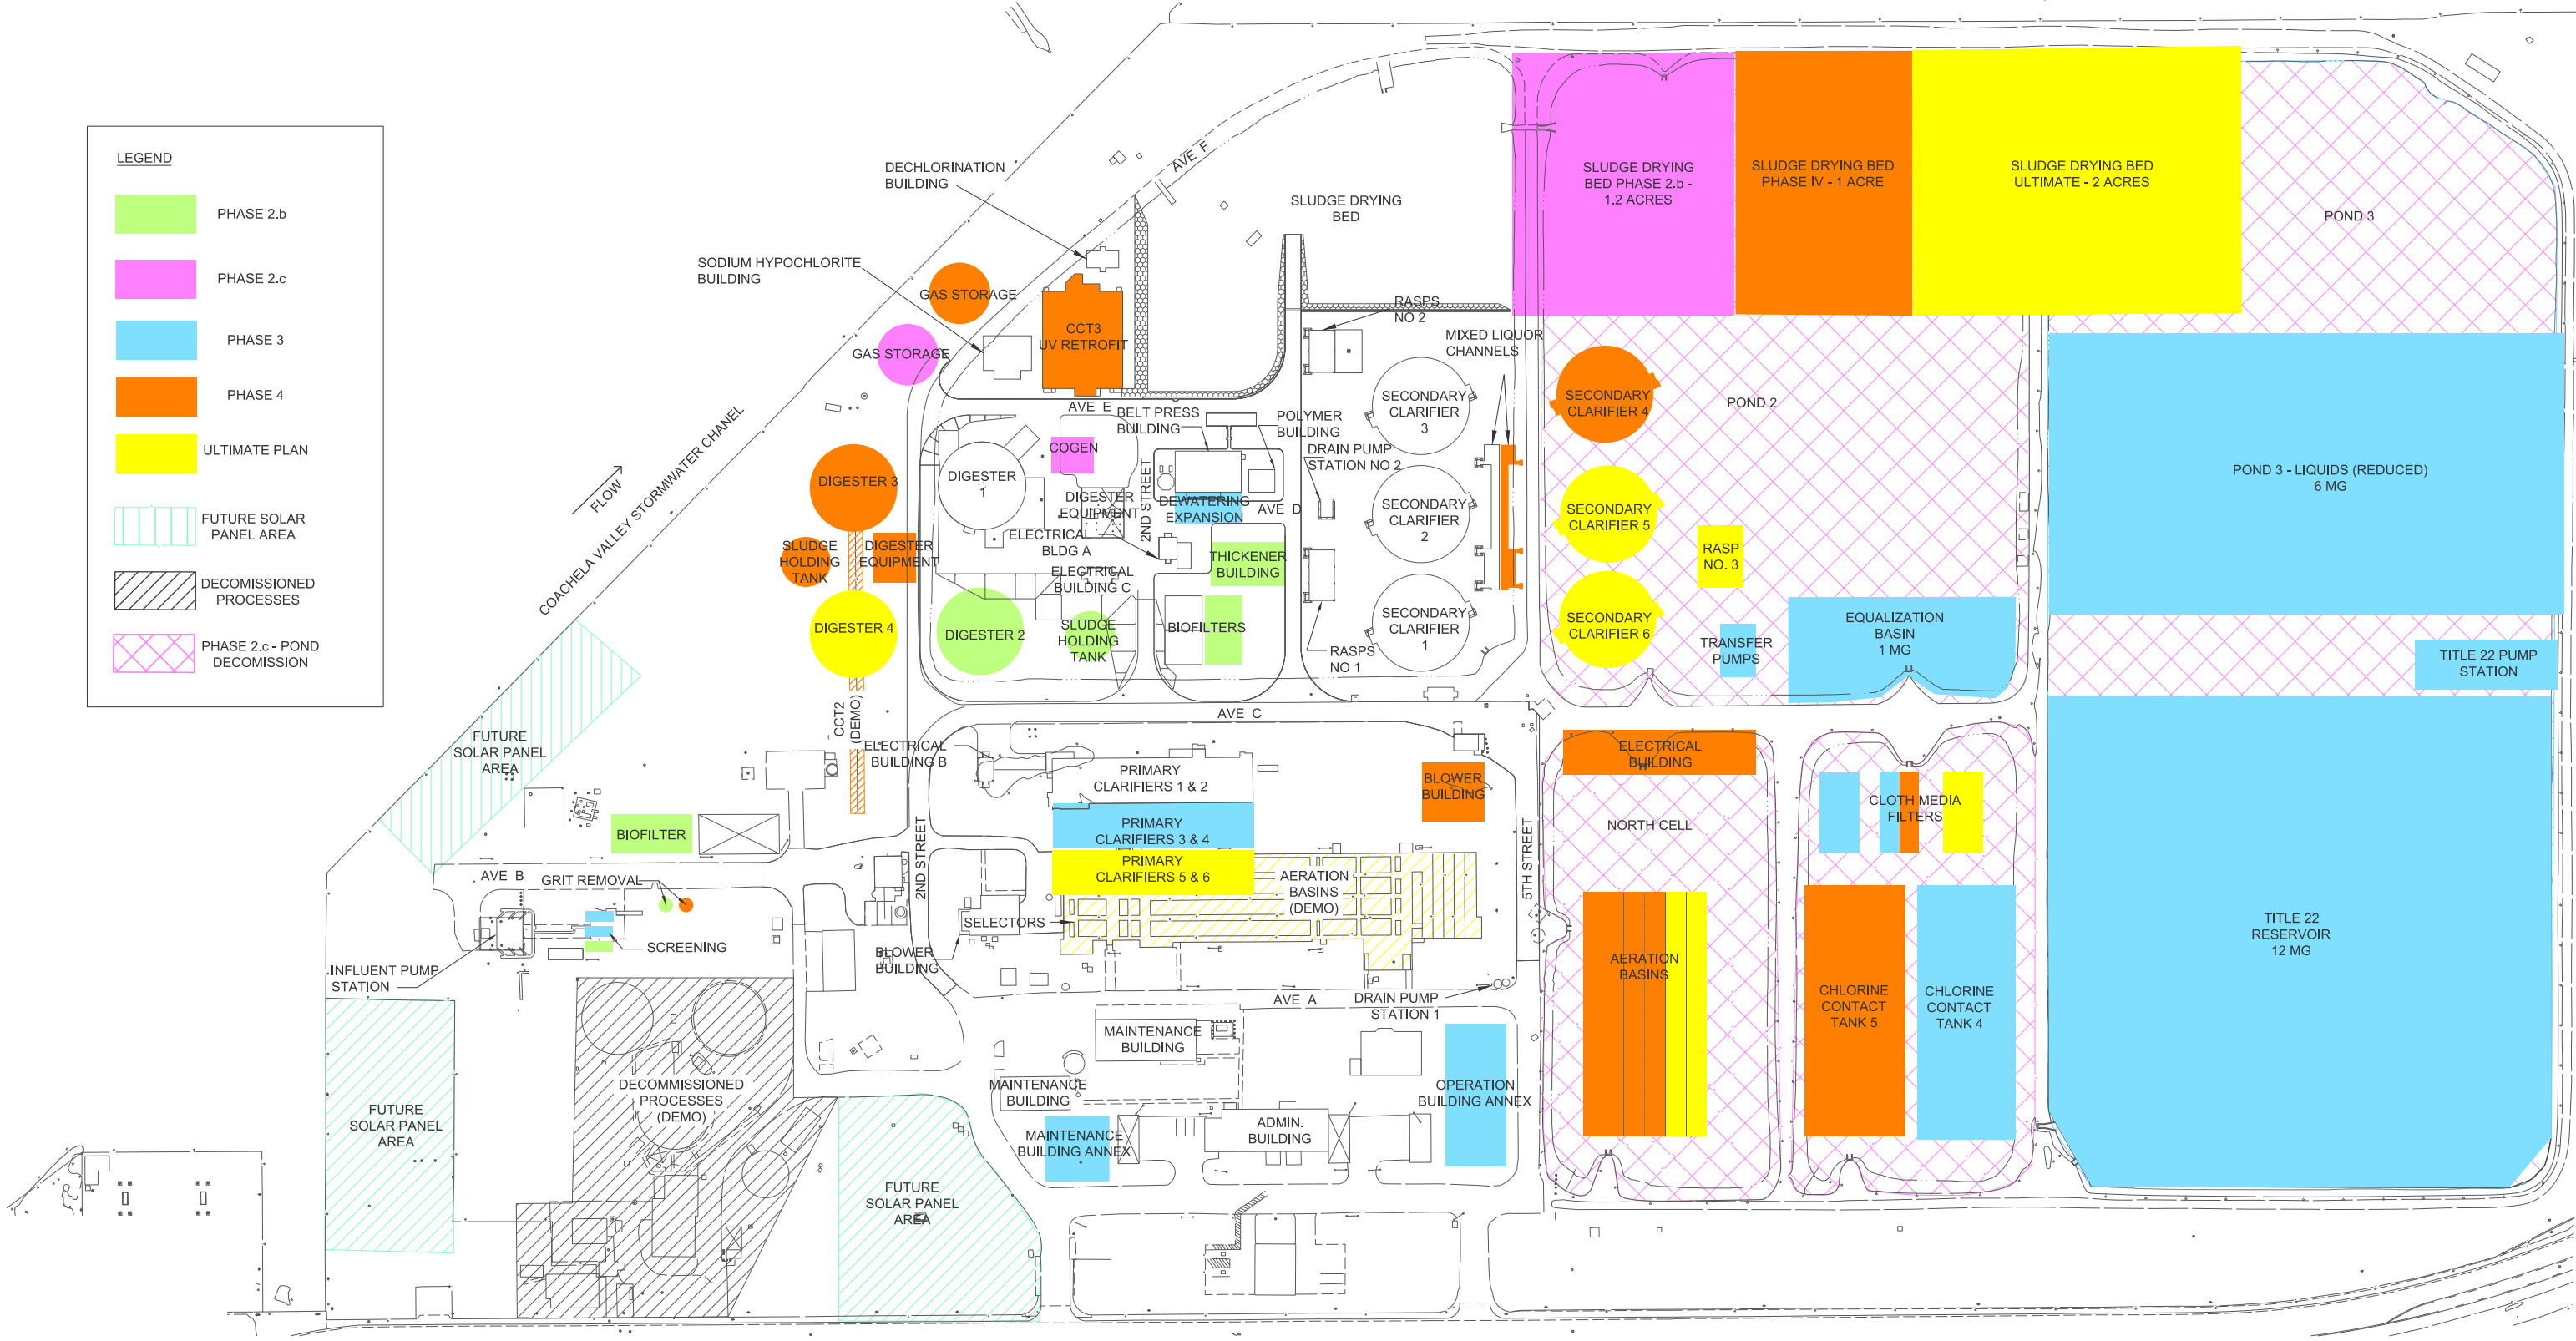 LEGEND
PHASE 2.b
PHASE 2.c
PHASE 3
PHASE 4
ULTIMATE PLAN
FUTURE SOLAR
PANEL AREA
DECOMISSIONED
PROCESSES
PHASE 2.c - POND
DECOMISSION
DECHLORINATION
BUILDING
SODIUM HYPOCHLORITE
BUILDING
AVE F
SLUDGE DRYING
BED
SLUDGE DRYING
BED PHASE 2.b -
1.2 ACRES
SLUDGE DRYING BED
PHASE IV - 1 ACRE
SLUDGE DRYING BED
ULTIMATE - 2 ACRES
POND 3
GAS STORAGE
GAS STORAGE
CCT3
UV RETROFIT
RASPS
NO 2
MIXED LIQUOR
CHANNELS
AVE E
BELT PRESS
BUILDING
POLYMER
BUILDING
SECONDARY
CLARIFIER
3
SECONDARY
CLARIFIER 4
POND 2
COGEN
2ND STREET
DRAIN PUMP
STATION NO 2
DIGESTER 3
DIGESTER
1
DIGESTER
EQUIPMENT
DEWATERING
EXPANSION
AVE D
SECONDARY
CLARIFIER
2
SECONDARY
CLARIFIER 5
POND 3 - LIQUIDS (REDUCED)
6 MG
FLOW
COACHELA VALLEY STORMWATER CHANEL
SLUDGE
HOLDING
TANK
DIGESTER
EQUIPMENT
ELECTRICAL
BLDG A
ELECTRICAL
BUILDING C
THICKENER
BUILDING
RASP
NO. 3
DIGESTER 4
DIGESTER 2
SLUDGE
HOLDING
TANK
BIOFILTERS
RASPS
NO 1
SECONDARY
CLARIFIER
1
SECONDARY
CLARIFIER 6
TRANSFER
PUMPS
EQUALIZATION
BASIN
1 MG
TITLE 22 PUMP
STATION
CCT2
(DEMO)
AVE C
FUTURE
SOLAR PANEL
AREA
ELECTRICAL
BUILDING B
PRIMARY
CLARIFIERS 1 & 2
BLOWER
BUILDING
ELECTRICAL
BUILDING
CLOTH MEDIA
FILTERS
BIOFILTER
2ND STREET
PRIMARY
CLARIFIERS 3 & 4
5TH STREET
NORTH CELL
PRIMARY
CLARIFIERS 5 & 6
AERATION
BASINS
(DEMO)
AVE B
GRIT REMOVAL
SELECTORS
SCREENING
BLOWER
BUILDING
INFLUENT PUMP
STATION
AERATION
BASINS
TITLE 22
RESERVOIR
12 MG
AVE A
DRAIN PUMP
STATION 1
CHLORINE
CONTACT
TANK 5
CHLORINE
CONTACT
TANK 4
MAINTENANCE
BUILDING
DECOMMISSIONED
PROCESSES
(DEMO)
MAINTENANCE
BUILDING
OPERATION
BUILDING ANNEX
FUTURE
SOLAR PANEL
AREA
MAINTENANCE
BUILDING ANNEX
ADMIN.
BUILDING
FUTURE
SOLAR PANEL
AREA